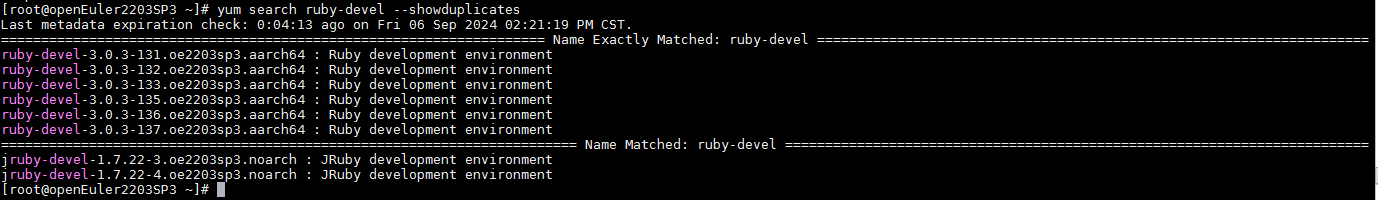 [root@openEuler2203SP3 ~]# yum search ruby-devel --showduplicates
Last metadata expiration check: 0:04:13 ago on Fri 06 Sep 2024 02:21:19 PM CST.
==================================================================== Name Exactly Matched: ruby-devel =====================================================================
ruby-devel-3.0.3-131.oe2203sp3.aarch64 : Ruby development environment
ruby-devel-3.0.3-132.oe2203sp3.aarch64 : Ruby development environment
ruby-devel-3.0.3-133.oe2203sp3.aarch64 : Ruby development environment
ruby-devel-3.0.3-135.oe2203sp3.aarch64 : Ruby development environment
ruby-devel-3.0.3-136.oe2203sp3.aarch64 : Ruby development environment
ruby-devel-3.0.3-137.oe2203sp3.aarch64 : Ruby development environment
======================================================================== Name Matched: ruby-devel =========================================================================
jruby-devel-1.7.22-3.oe2203sp3.noarch : JRuby development environment
jruby-devel-1.7.22-4.oe2203sp3.noarch : JRuby development environment
[root@openEuler2203SP3 ~]#